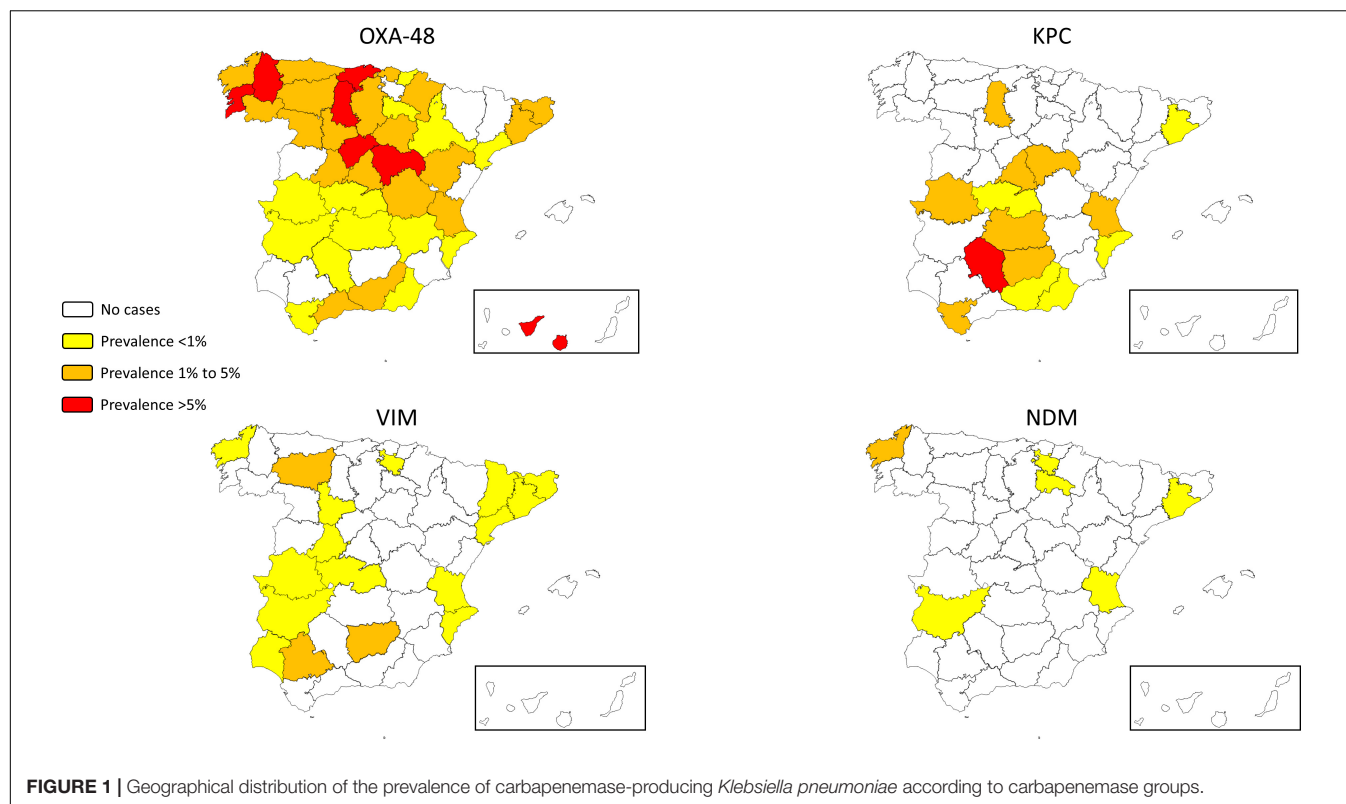 OXA-48
KPC
No cases
Prevalence <1%
Prevalence 1% to 5%
Prevalence >5%
VIM
NDM
FIGURE 1 | Geographical distribution of the prevalence of carbapenemase-producing Klebsiella pneumoniae according to carbapenemase groups.